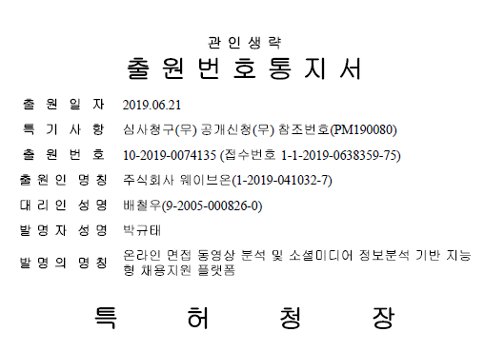 관 인 생 략
출 원 번 호 통 지 서
출 원 일 자 2019.06.21
특 기 사 항 심사청구(무) 공개신청(무) 참조번호(PM190080)
출 원 번 호 10-2019-0074135 (접수번호 1-1-2019-0638359-75)
출원인 명칭 주식회사 웨이브온(1-2019-041032-7)
대리인 성명 배철우(9-2005-000826-0)
발명자 성명 박규태
발명의 명칭 온라인 면접 동영상 분석 및 소셜미디어 정보분석 기반 지능
형 채용지원 플랫폼
특 허 청 장